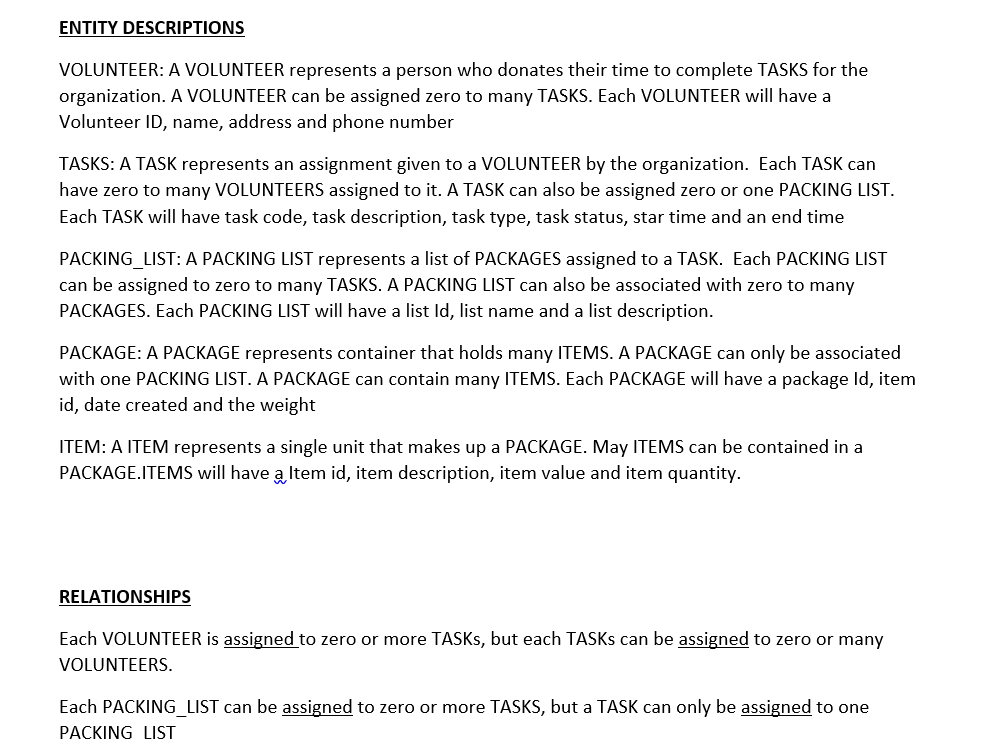 ENTITY DESCRIPTIONS
VOLUNTEER: A VOLUNTEER represents a person who donates their time to complete TASKS for the
organization. A VOLUNTEER can be assigned zero to many TASKS. Each VOLUNTEER will have a
Volunteer ID, name, address and phone number
TASKS: A TASK represents an assignment given to a VOLUNTEER by the organization.  Each TASK can
have zero to many VOLUNTEERS assigned to it. A TASK can also be assigned zero or one PACKING LIST.
Each TASK will have task code, task description, task type, task status, star time and an end time
PACKING_LIST: A PACKING LIST represents a list of PACKAGES assigned to a TASK.  Each PACKING LIST
can be assigned to zero to many TASKS. A PACKING LIST can also be associated with zero to many
PACKAGES. Each PACKING LIST will have a list Id, list name and a list description.
PACKAGE: A PACKAGE represents container that holds many ITEMS. A PACKAGE can only be associated
with one PACKING LIST. A PACKAGE can contain many ITEMS. Each PACKAGE will have a package Id, item
id, date created and the weight
ITEM: A ITEM represents a single unit that makes up a PACKAGE. May ITEMS can be contained in a
PACKAGE.ITEMS will have a Item id, item description, item value and item quantity.
RELATIONSHIPS
Each VOLUNTEER is assigned to zero or more TASKs, but each TASKs can be assigned to zero or many
VOLUNTEERS.
Each PACKING_LIST can be assigned to zero or more TASKS, but a TASK can only be assigned to one
PACKING_LIST